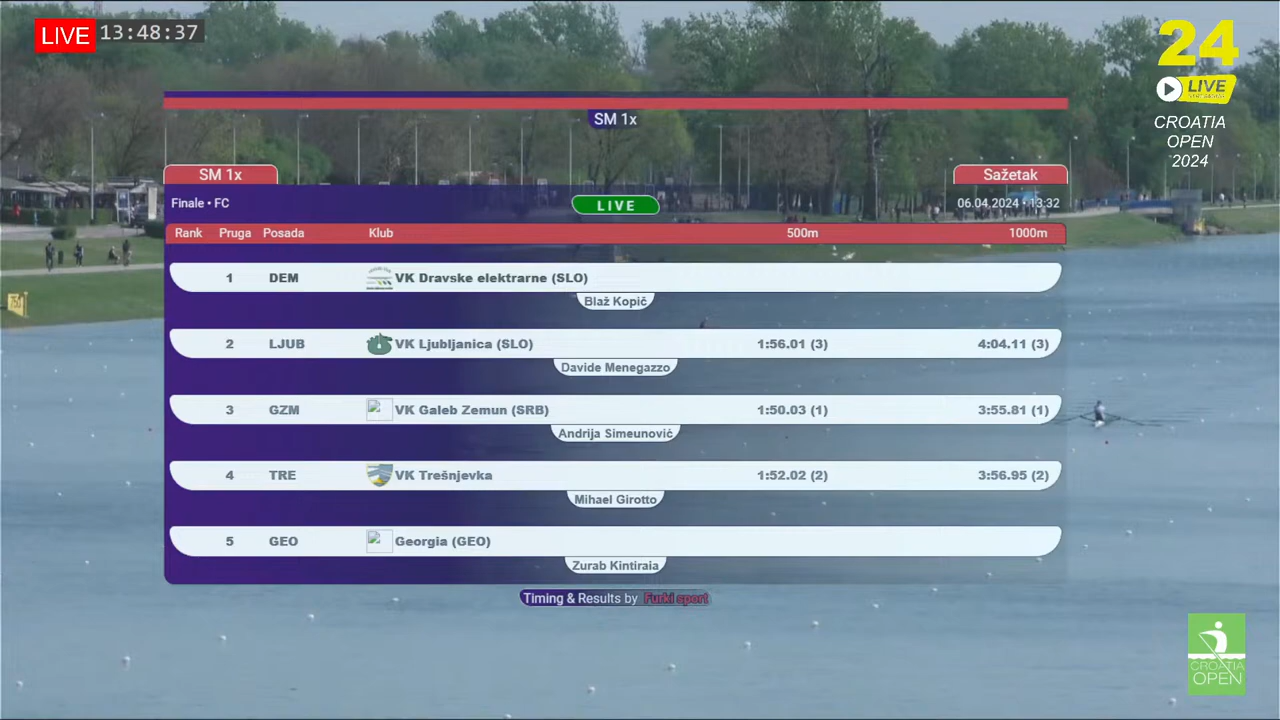 LIVE 13:48:37
24
LIVE
CROATIA
OPEN
2024
SM 1x
SM 1x Sažetak
Finale • FC LIVE 06.04.2024 • 13:32
Rank Pruga Posada Klub 500m 1000m
1 DEM VK Dravske elektrarne (SLO)
Blaž Kopič
2 LJUB VK Ljubljanica (SLO) 1:56.01 (3) 4:04.11 (3)
Davide Menegazzo
3 GZM VK Galeb Zemun (SRB) 1:50.03 (1) 3:55.81 (1)
Andrija Simeunović
4 TRE VK Trešnjevka 1:52.02 (2) 3:56.95 (2)
Mihael Girotto
5 GEO Georgia (GEO)
Zurab Kintiraia
Timing & Results by Furki sport
750
CROATIA
OPEN